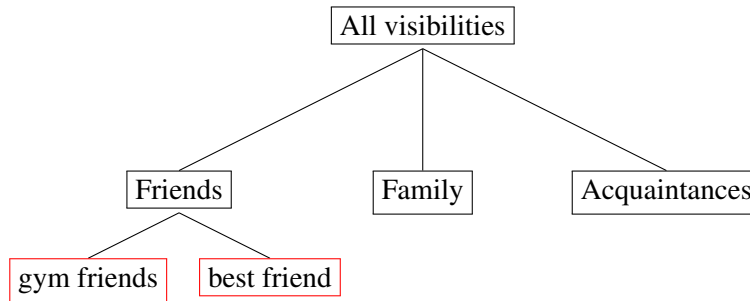 All visibilities
Friends
Family
Acquaintances
gym friends
best friend